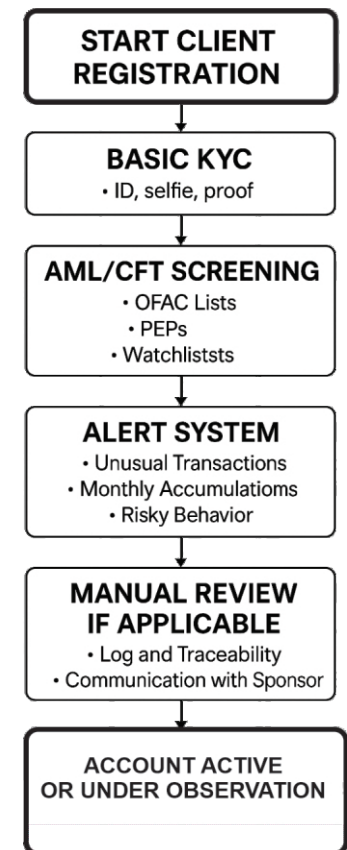 START CLIENT
REGISTRATION
BASIC KYC
• ID, selfie, proof
AML/CFT SCREENING
• OFAC Lists
• PEPs
• Watchliststs
ALERT SYSTEM
• Unusual Transactions
• Monthly Accumulatioms
• Risky Behavior
MANUAL REVIEW
IF APPLICABLE
• Log and Traceability
• Communication with Sponsor
ACCOUNT ACTIVE
OR UNDER OBSERVATION